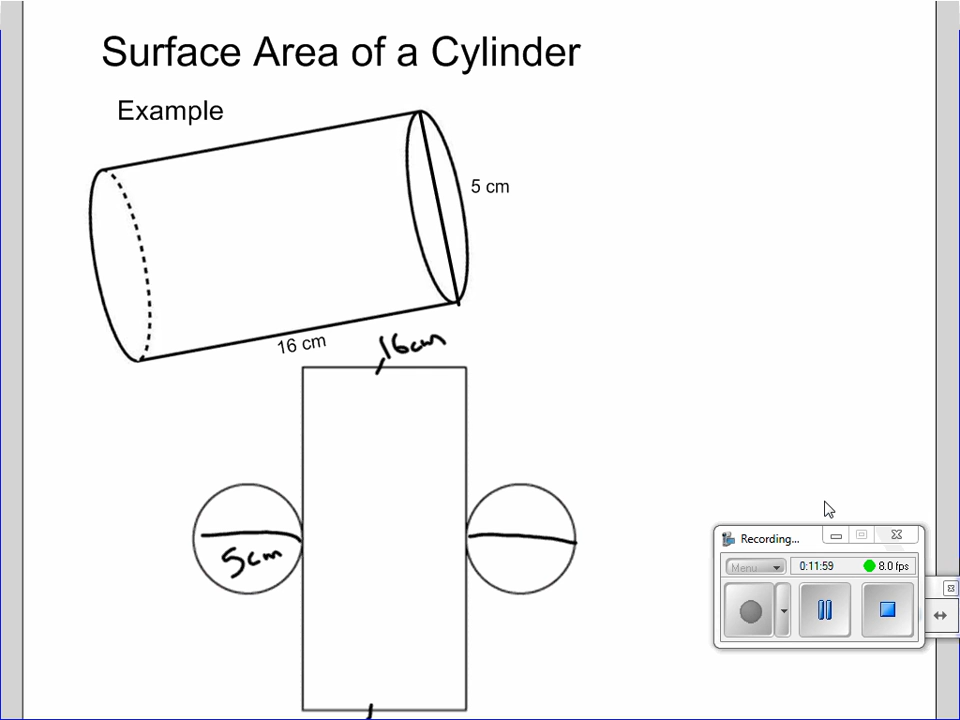 Surface Area of a Cylinder
Example
5 cm
16 cm
16cm
5cm
Recording...
Menu
0:11:59
8.0 fps